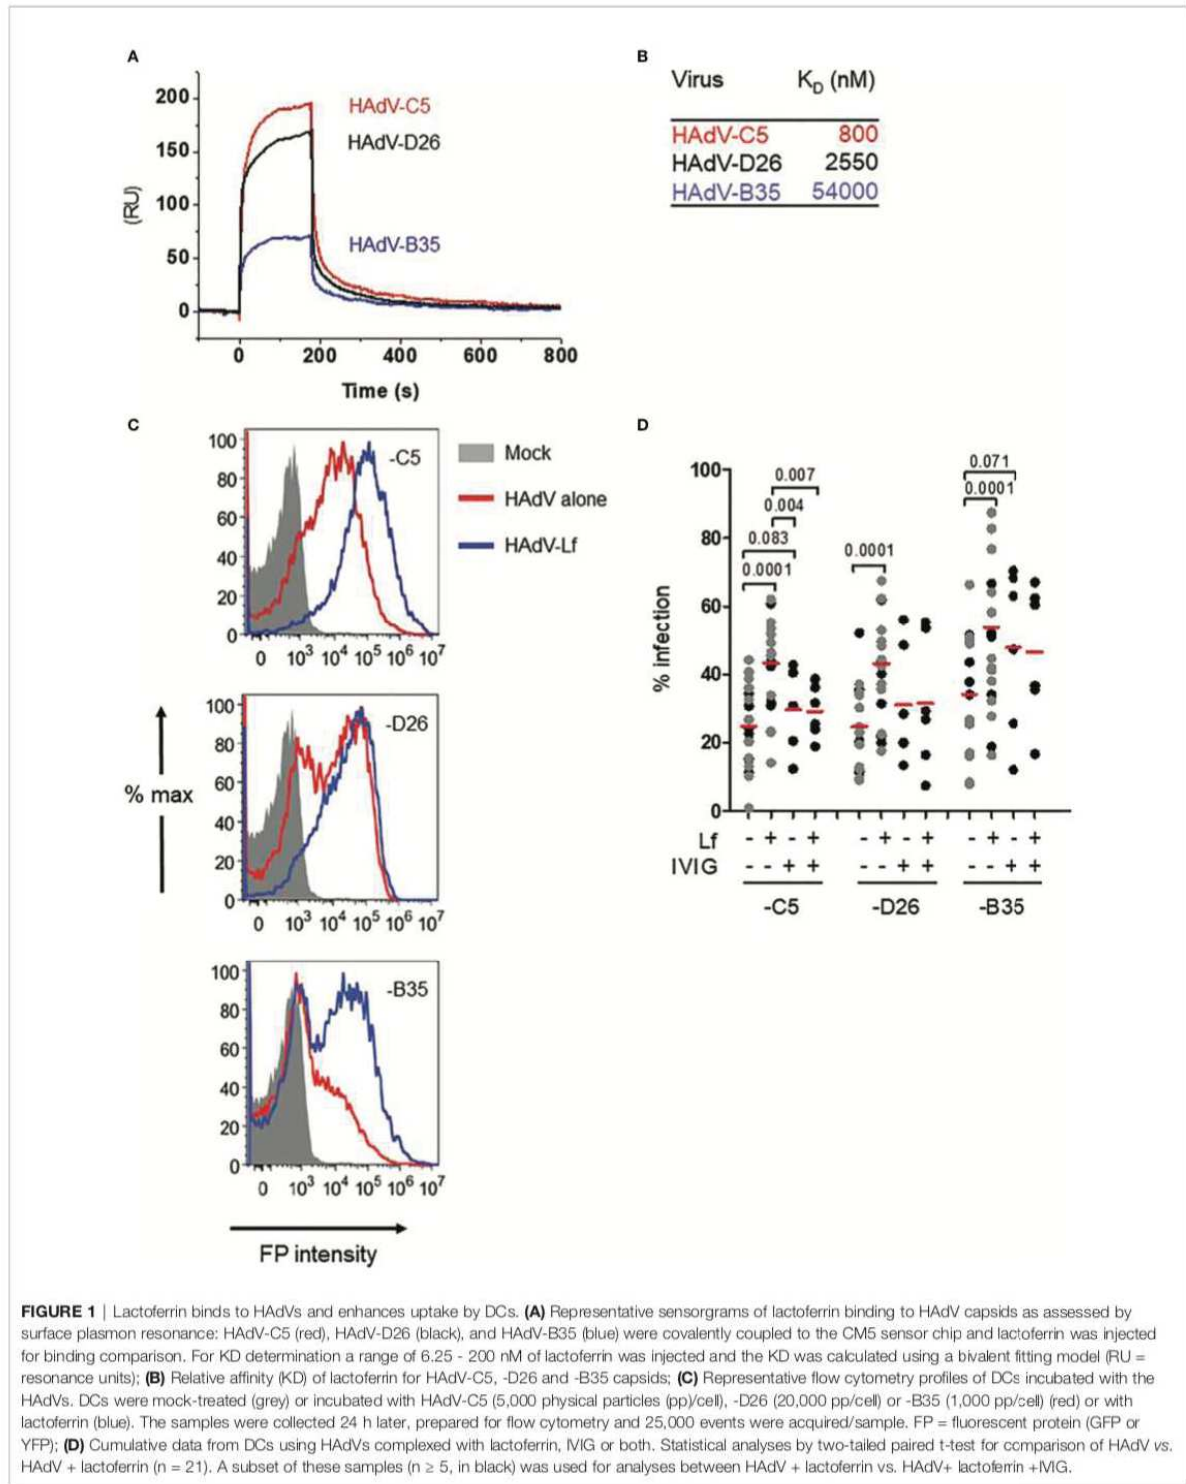 A
200
150
100
50
0
(RU)
HAdV-C5
HAdV-D26
HAdV-B35
0 200 400 600 800
Time (s)
B
Virus KD (nM)
HAdV-C5 800
HAdV-D26 2550
HAdV-B35 54000
C
100
80
60
40
20
0
-C5
0 10³ 10⁴ 10⁵ 10⁶ 10⁷
Mock
HAdV alone
HAdV-Lf
100
80
60
40
20
0
-D26
0 10³ 10⁴ 10⁵ 10⁶ 10⁷
% max
100
80
60
40
20
0
-B35
0 10³ 10⁴ 10⁵ 10⁶ 10⁷
FP intensity
D
100
80
60
40
20
0
% infection
0.007
0.004
0.083
0.0001
0.0001
0.071
0.0001
Lf - + - + - + - + - + - +
IVIG - - + + - - + + - - + +
-C5 -D26 -B35
FIGURE 1 | Lactoferrin binds to HAdVs and enhances uptake by DCs. (A) Representative sensorgrams of lactoferrin binding to HAdV capsids as assessed by
surface plasmon resonance: HAdV-C5 (red), HAdV-D26 (black), and HAdV-B35 (blue) were covalently coupled to the CM5 sensor chip and lactoferrin was injected
for binding comparison. For KD determination a range of 6.25 - 200 nM of lactoferrin was injected and the KD was calculated using a bivalent fitting model (RU =
resonance units); (B) Relative affinity (KD) of lactoferrin for HAdV-C5, -D26 and -B35 capsids; (C) Representative flow cytometry profiles of DCs incubated with the
HAdVs. DCs were mock-treated (grey) or incubated with HAdV-C5 (5,000 physical particles (pp)/cell), -D26 (20,000 pp/cell) or -B35 (1,000 pp/cell) (red) or with
lactoferrin (blue). The samples were collected 24 h later, prepared for flow cytometry and 25,000 events were acquired/sample. FP = fluorescent protein (GFP or
YFP); (D) Cumulative data from DCs using HAdVs complexed with lactoferrin, IVIG or both. Statistical analyses by two-tailed paired t-test for comparison of HAdV vs.
HAdV + lactoferrin (n = 21). A subset of these samples (n ≥ 5, in black) was used for analyses between HAdV + lactoferrin vs. HAdV+ lactoferrin +IVIG.